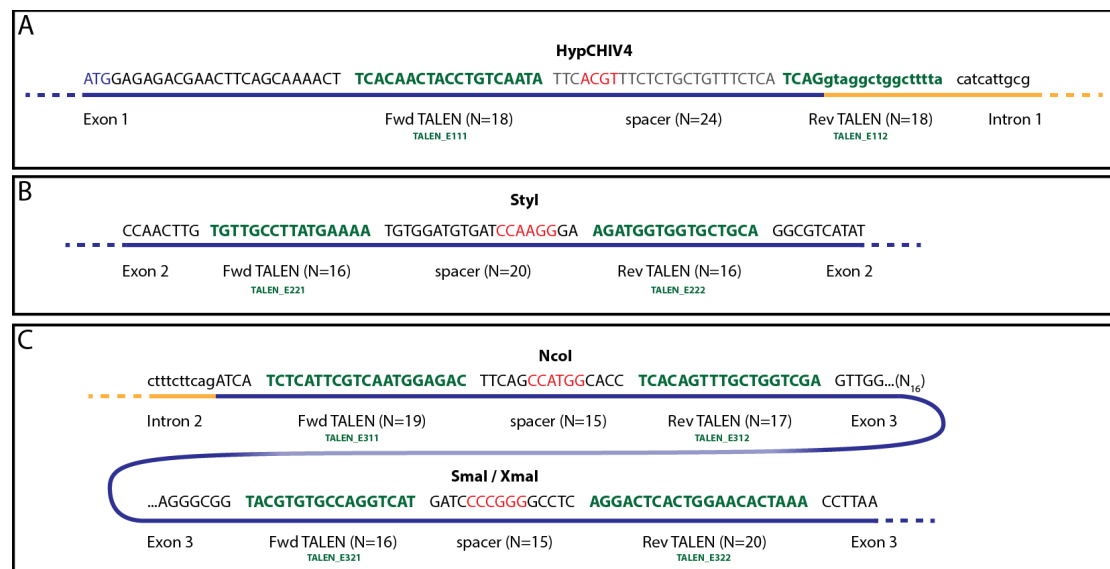 A
HypCHIV4
ATGGAGAGACGAACTTCAGCAAAACT TCACAACTACCTGTCAATA TTCACGTTTCTCTGCTGTTTCTCA TCAGgtaggctggctttta catcattgcg
Exon 1 Fwd TALEN (N=18) spacer (N=24) Rev TALEN (N=18) Intron 1
TALEN_E111 TALEN_E112
B
StyI
CCAACTTG TGTTGCCTTATGAAAA TGTGGATGTGATCCAAGGGA AGATGGTGGTGCTGCA GGCGTCATAT
Exon 2 Fwd TALEN (N=16) spacer (N=20) Rev TALEN (N=16) Exon 2
TALEN_E221 TALEN_E222
C
NcoI
ctttcttcagATCA TCTCATTCGTCAATGGAGAC TTCAGCCATGGCACC TCACAGTTTGCTGGTCGA GTTGG...(N16)
Intron 2 Fwd TALEN (N=19) spacer (N=15) Rev TALEN (N=17) Exon 3
TALEN_E311 TALEN_E312
SmaI / XmaI
...AGGGCGG TACGTGTGCCAGGTCAT GATCCCCGGGGCCTC AGGACTCACTGGAACACTAAA CCTTAA
Exon 3 Fwd TALEN (N=16) spacer (N=15) Rev TALEN (N=20) Exon 3
TALEN_E321 TALEN_E322